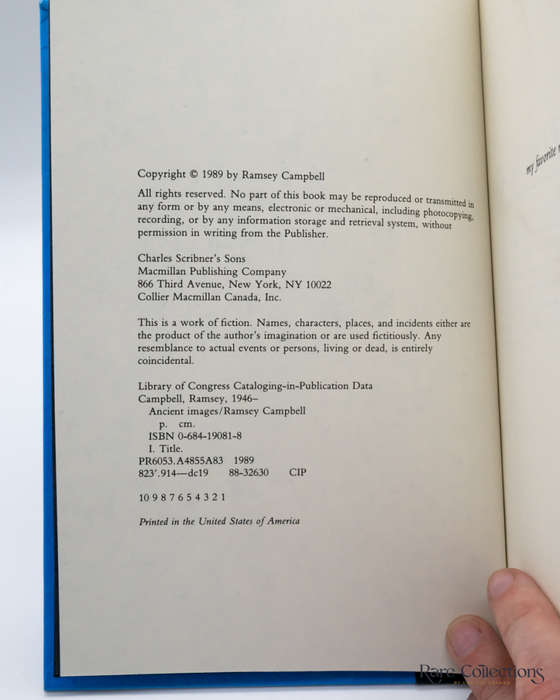 Copyright © 1989 by Ramsey Campbell
All rights reserved. No part of this book may be reproduced or transmitted in
any form or by any means, electronic or mechanical, including photocopying,
recording, or by any information storage and retrieval system, without
permission in writing from the Publisher.
Charles Scribner's Sons
Macmillan Publishing Company
866 Third Avenue, New York, NY 10022
Collier Macmillan Canada, Inc.
This is a work of fiction. Names, characters, places, and incidents either are
the product of the author's imagination or are used fictitiously. Any
resemblance to actual events or persons, living or dead, is entirely
coincidental.
Library of Congress Cataloging-in-Publication Data
Campbell, Ramsey, 1946–
Ancient images/Ramsey Campbell
p. cm.
ISBN 0-684-19081-8
I. Title.
PR6053.A4855A83 1989
823'.914—dc19 88-32630 CIP
10 9 8 7 6 5 4 3 2 1
Printed in the United States of America
my favorite
Rare Collections